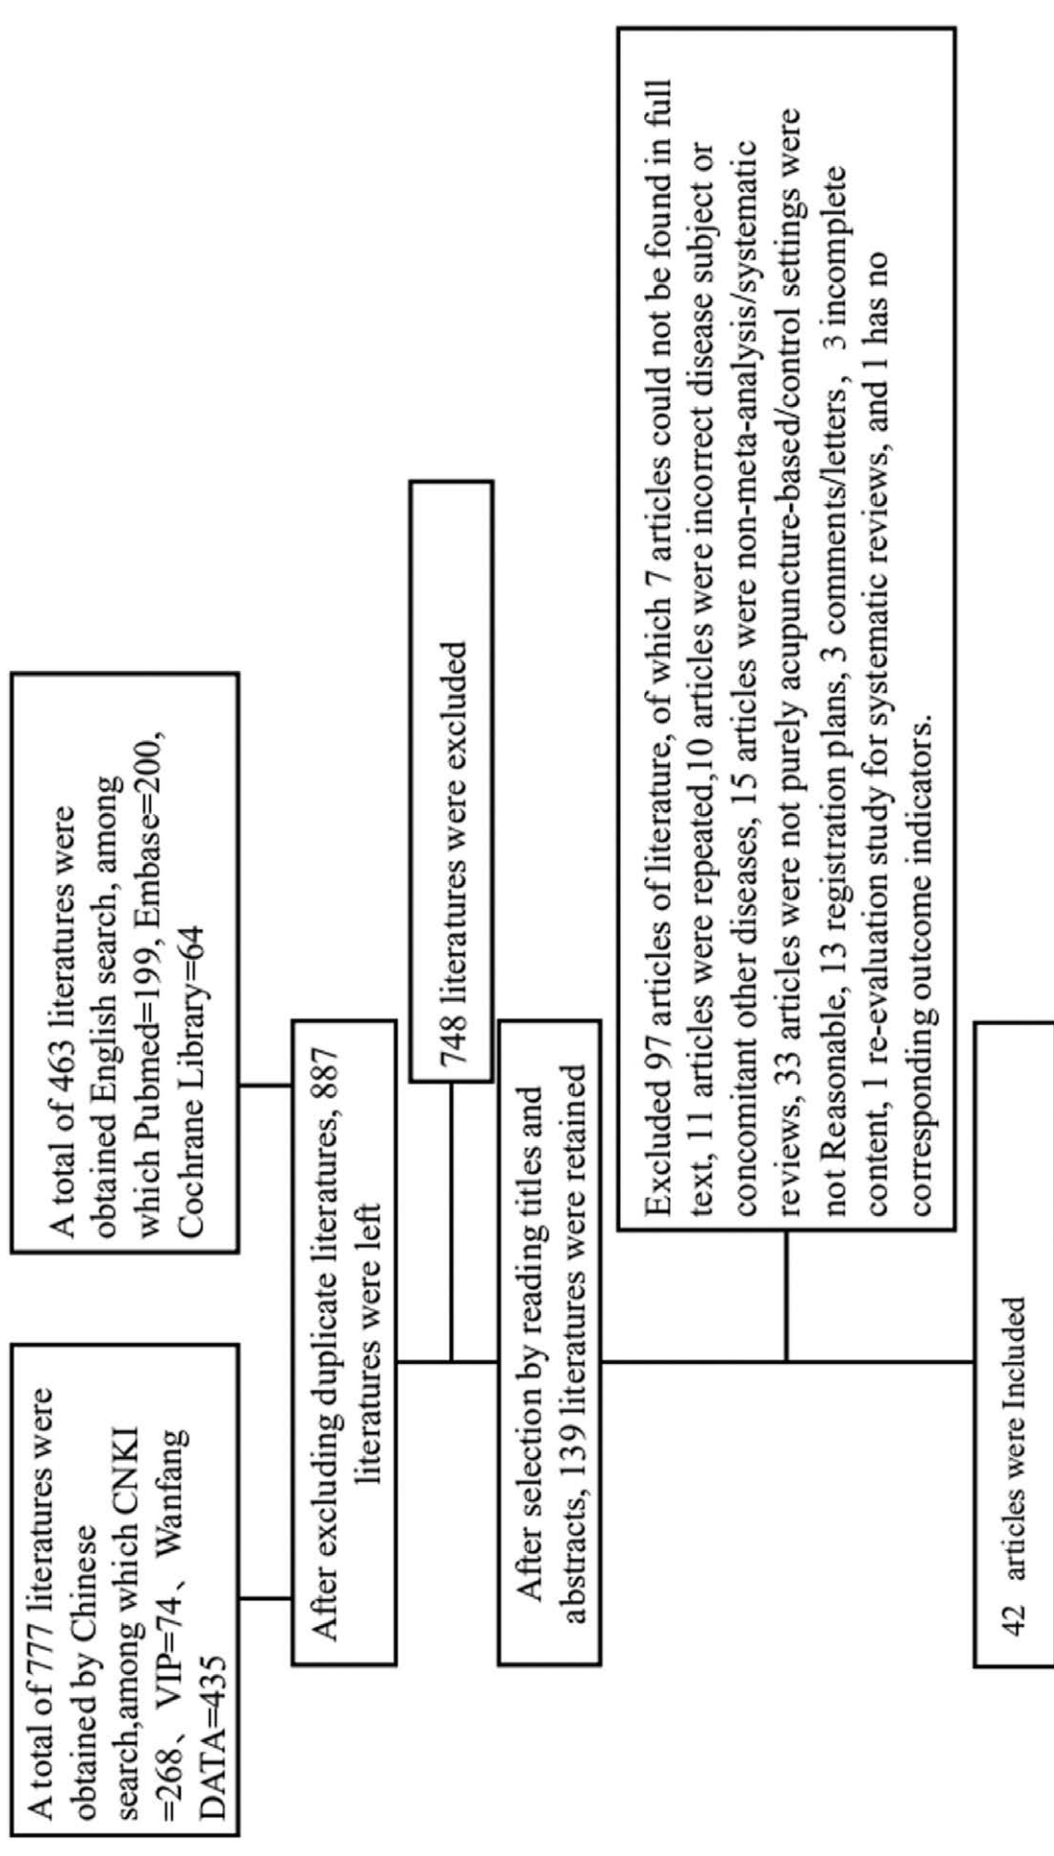 A total of 777 literatures were
obtained by Chinese
search,among which CNKI
=268、VIP=74、Wanfang
DATA=435
A total of 463 literatures were
obtained English search, among
which Pubmed=199, Embase=200,
Cochrane Library=64
After excluding duplicate literatures, 887
literatures were left
748 literatures were excluded
After selection by reading titles and
abstracts, 139 literatures were retained
Excluded 97 articles of literature, of which 7 articles could not be found in full
text, 11 articles were repeated,10 articles were incorrect disease subject or
concomitant other diseases, 15 articles were non-meta-analysis/systematic
reviews, 33 articles were not purely acupuncture-based/control settings were
not Reasonable, 13 registration plans, 3 comments/letters, 3 incomplete
content, 1 re-evaluation study for systematic reviews, and 1 has no
corresponding outcome indicators.
42 articles were Included